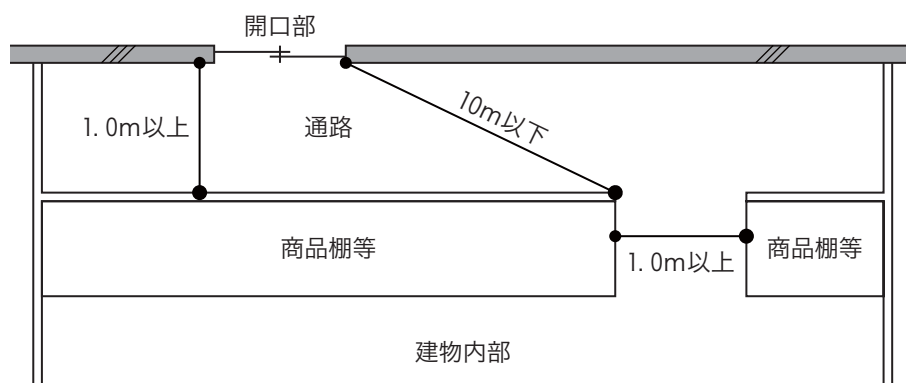 開口部
1. 0m以上
通路
10m以下
商品棚等
1. 0m以上
商品棚等
建物内部